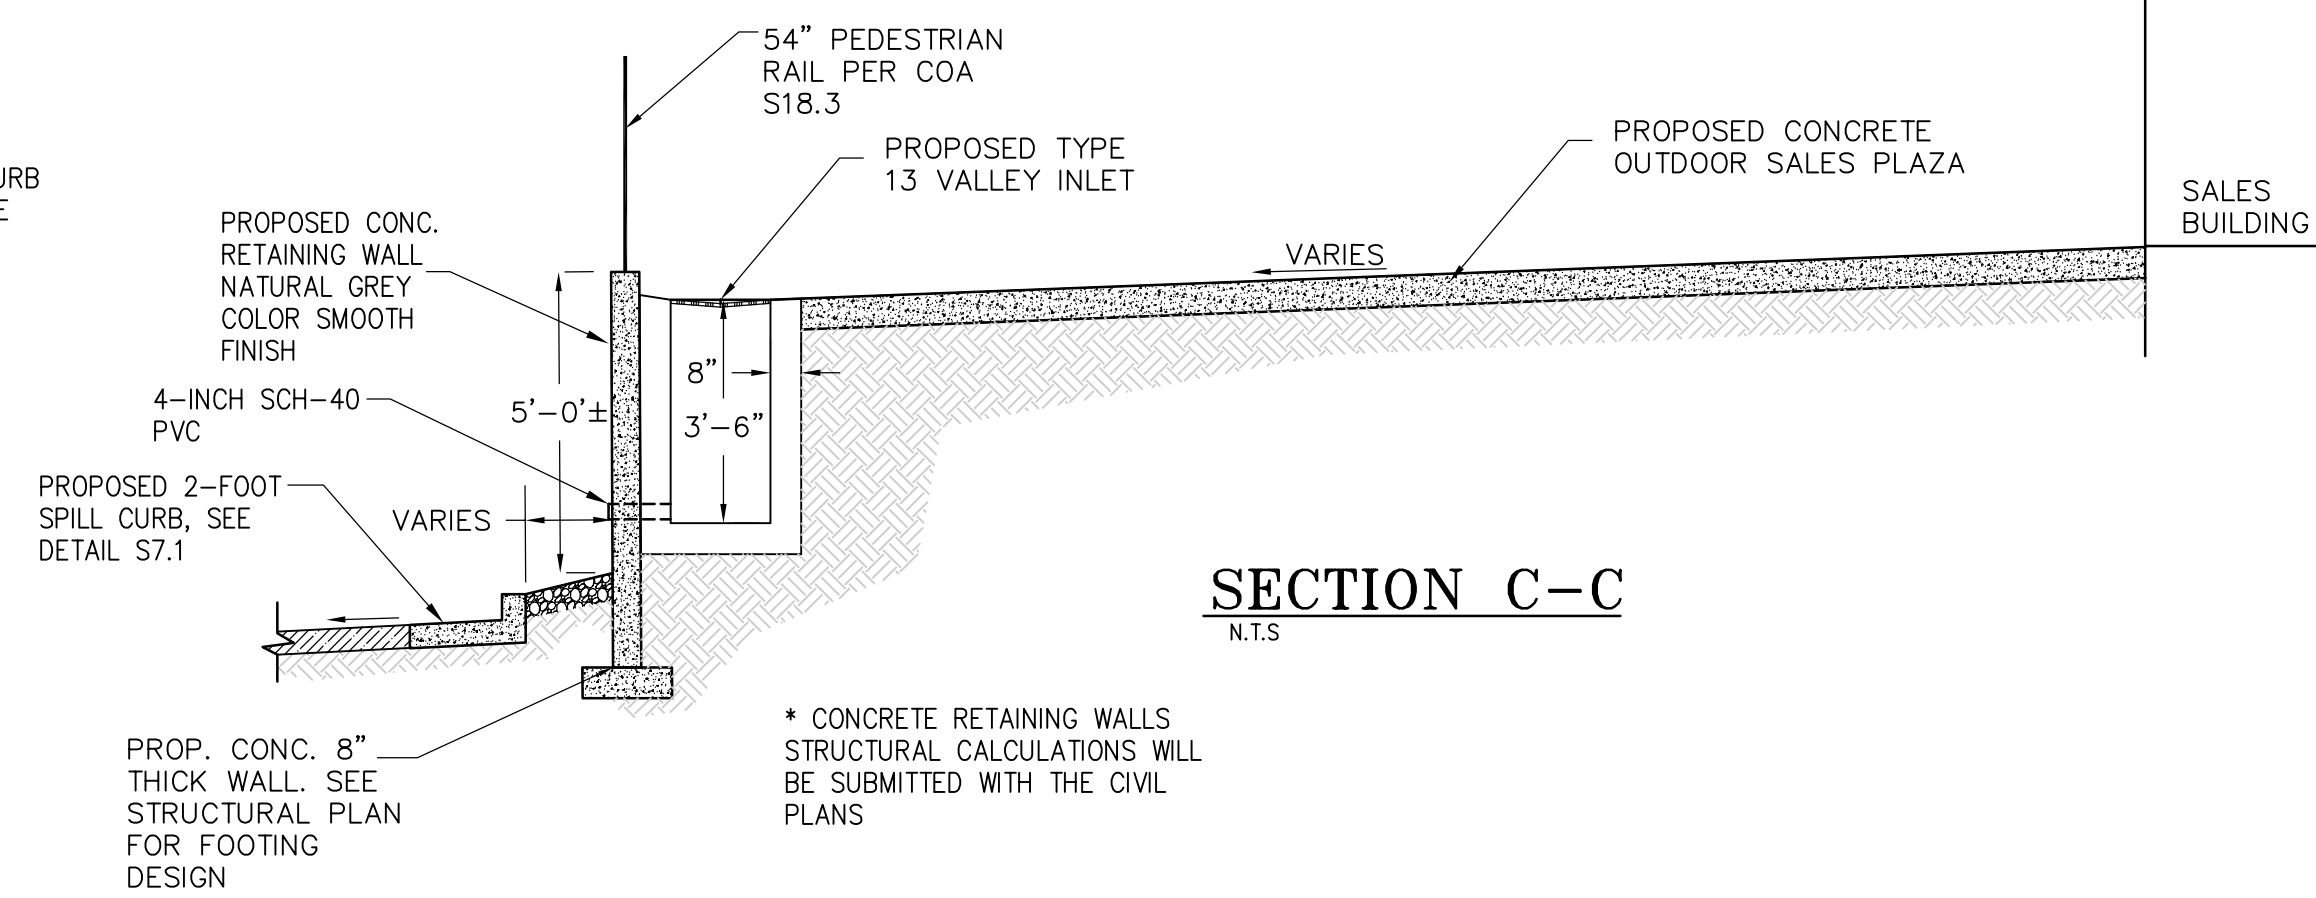 54” PEDESTRIAN
RAIL PER COA
S18.3
PROPOSED TYPE
13 VALLEY INLET
PROPOSED CONCRETE
OUTDOOR SALES PLAZA
SALES
BUILDING
URB
E
PROPOSED CONC.
RETAINING WALL
NATURAL GREY
COLOR SMOOTH
FINISH
VARIES
8”
3’-6”
5’-0’±
4-INCH SCH-40
PVC
PROPOSED 2-FOOT
SPILL CURB, SEE
DETAIL S7.1
VARIES
SECTION C-C
N.T.S
PROP. CONC. 8”
THICK WALL. SEE
STRUCTURAL PLAN
FOR FOOTING
DESIGN
* CONCRETE RETAINING WALLS
STRUCTURAL CALCULATIONS WILL
BE SUBMITTED WITH THE CIVIL
PLANS